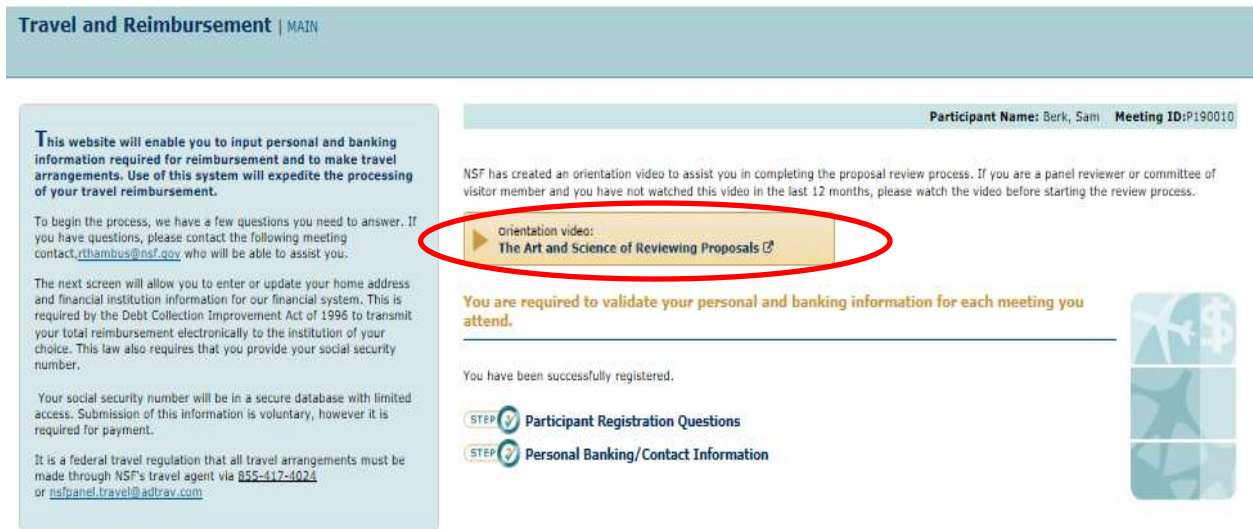 Travel and Reimbursement | MAIN
This website will enable you to input personal and banking
information required for reimbursement and to make travel
arrangements. Use of this system will expedite the processing
of your travel reimbursement.
To begin the process, we have a few questions you need to answer. If
you have questions, please contact the following meeting
contact,rthambus@nsf.gov who will be able to assist you.
The next screen will allow you to enter or update your home address
and financial institution information for our financial system. This is
required by the Debt Collection Improvement Act of 1996 to transmit
your total reimbursement electronically to the institution of your
choice. This law also requires that you provide your social security
number.
Your social security number will be in a secure database with limited
access. Submission of this information is voluntary, however it is
required for payment.
It is a federal travel regulation that all travel arrangements must be
made through NSF's travel agent via 855-417-4024
or nsfpanel.travel@adtrav.com
Participant Name: Berk, Sam Meeting ID:P190010
NSF has created an orientation video to assist you in completing the proposal review process. If you are a panel reviewer or committee of
visitor member and you have not watched this video in the last 12 months, please watch the video before starting the review process.
Orientation video:
The Art and Science of Reviewing Proposals
You are required to validate your personal and banking information for each meeting you
attend.
You have been successfully registered.
STEP Participant Registration Questions
STEP Personal Banking/Contact Information
$